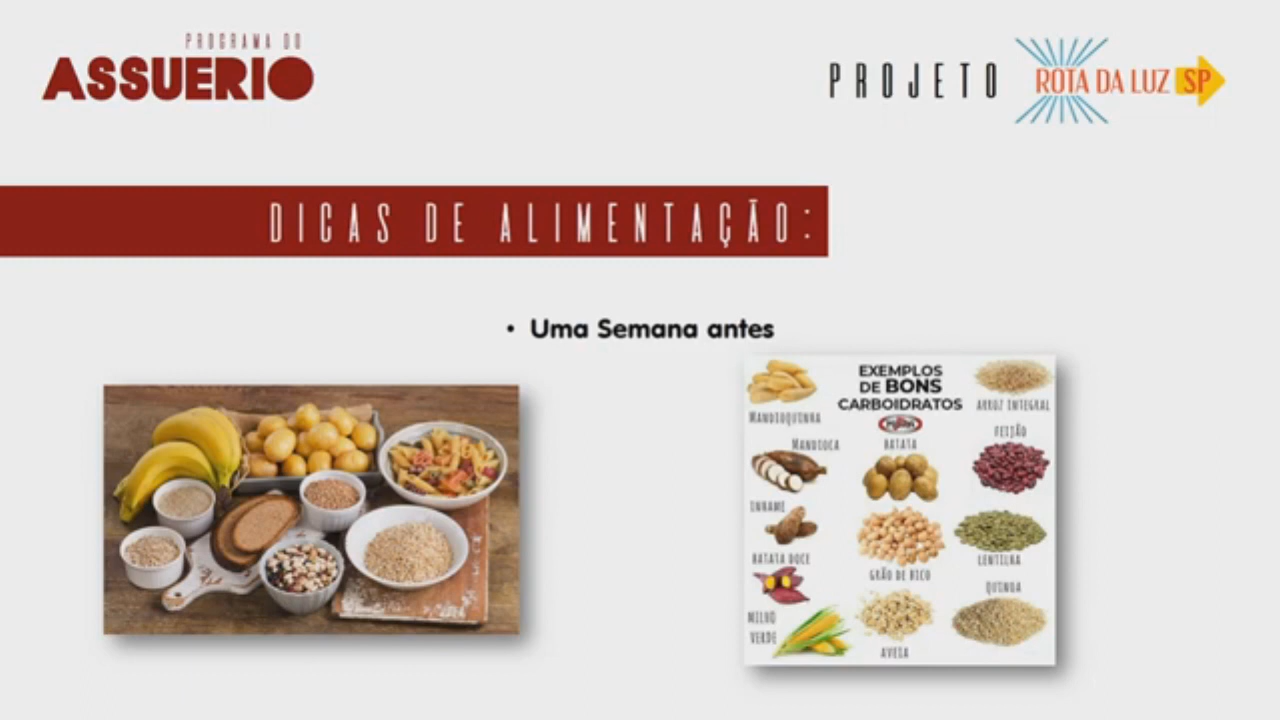 PROGRAMA DO
ASSUERIO
PROJETO
ROTA DA LUZ SP
DICAS DE ALIMENTAÇÃO:
• Uma Semana antes
EXEMPLOS
DE BONS
CARBOIDRATOS
MANDIOQUINHA
ARROZ INTEGRAL
MANDIOCA
BATATA
FEIJÃO
INHAME
BATATA DOCE
GRÃO DE BICO
LENTILHA
QUINOA
MILHO
VERDE
AVEIA